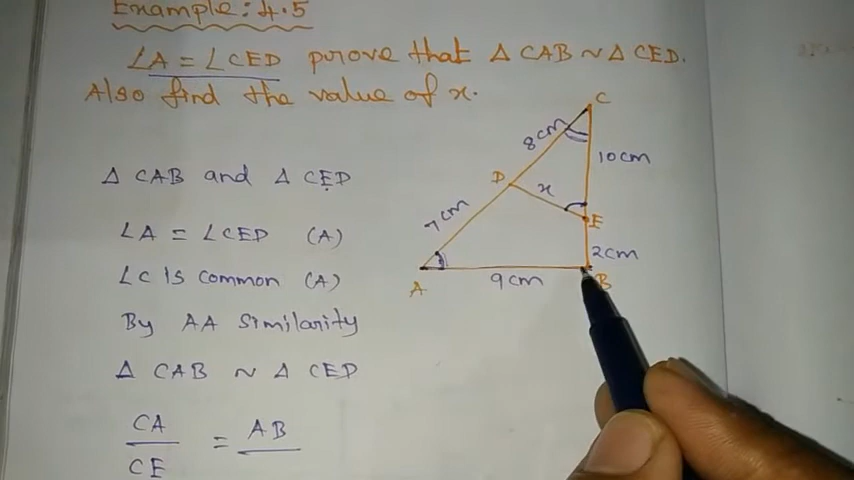 Example: 4.5
∠A = ∠CED prove that Δ CAB ~ Δ CED.
Also find the value of x.
Δ CAB and Δ CED
∠A = ∠CED (A)
∠C is common (A)
By AA Similarity
Δ CAB ~ Δ CED
CA
CE
= AB
C
8cm
10cm
D
x
7cm
E
2cm
A
9cm
B